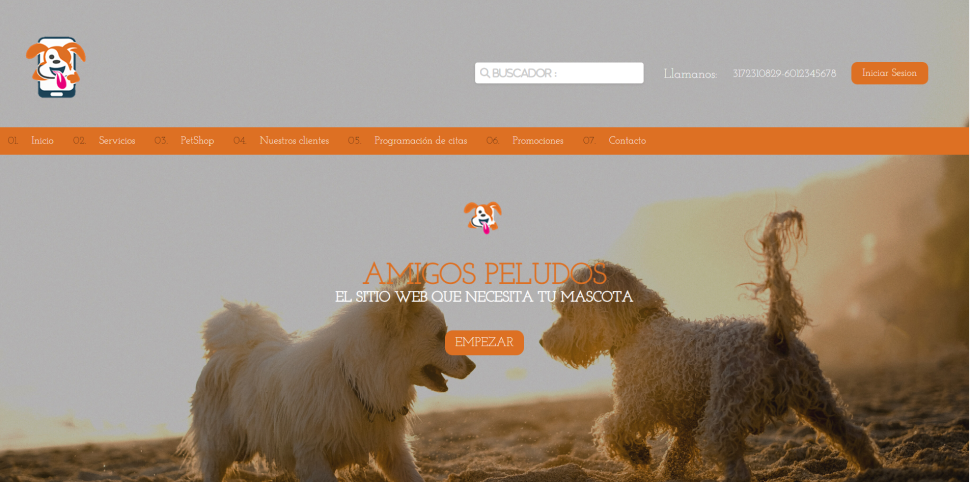 BUSCADOR :
Llamanos: 3172310829-6012345678
Iniciar Sesion
01. Inicio 02. Servicios 03. PetShop 04. Nuestros clientes 05. Programación de citas 06. Promociones 07. Contacto
AMIGOS PELUDOS
EL SITIO WEB QUE NECESITA TU MASCOTA
EMPEZAR